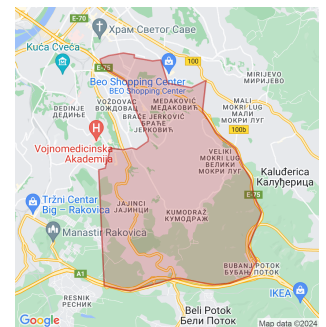 E-70
Храм Светог Саве
E-75
Кућа Cveća
100
Beo Shopping Center
BEO Shopping Center
МИРИЈЕВО
MIRIJEVO
DEDINJE
ДЕДИЊЕ
VOŽDOVAC
ВОЖДОВАЦ
MEDAKOVIĆ
МЕДАКОВИЋ
MALI
MOKRI LUG
МАЛИ
МОКРИ ЛУГ
BRAĆE JERKOVIĆ
БРАЋЕ
ЈЕРКОВИЋ
100b
Vojnomedicinska
Akademija
VELIKI
MOKRI LUG
ВЕЛИКИ
МОКРИ ЛУГ
Kaluđerica
Калуђерица
E-75
Tržni Centar
Big – Rakovica
JAJINCI
ЈАЈИНЦИ
KUMODRAŽ
КУМОДРАЖ
Manastir Rakovica
BUBANJ POTOK
БУБАЊ ПОТОК
A1
E-75
RESNIK
РЕСНИК
IKEA
Beli Potok
Бели Поток
Google
Map data ©2024